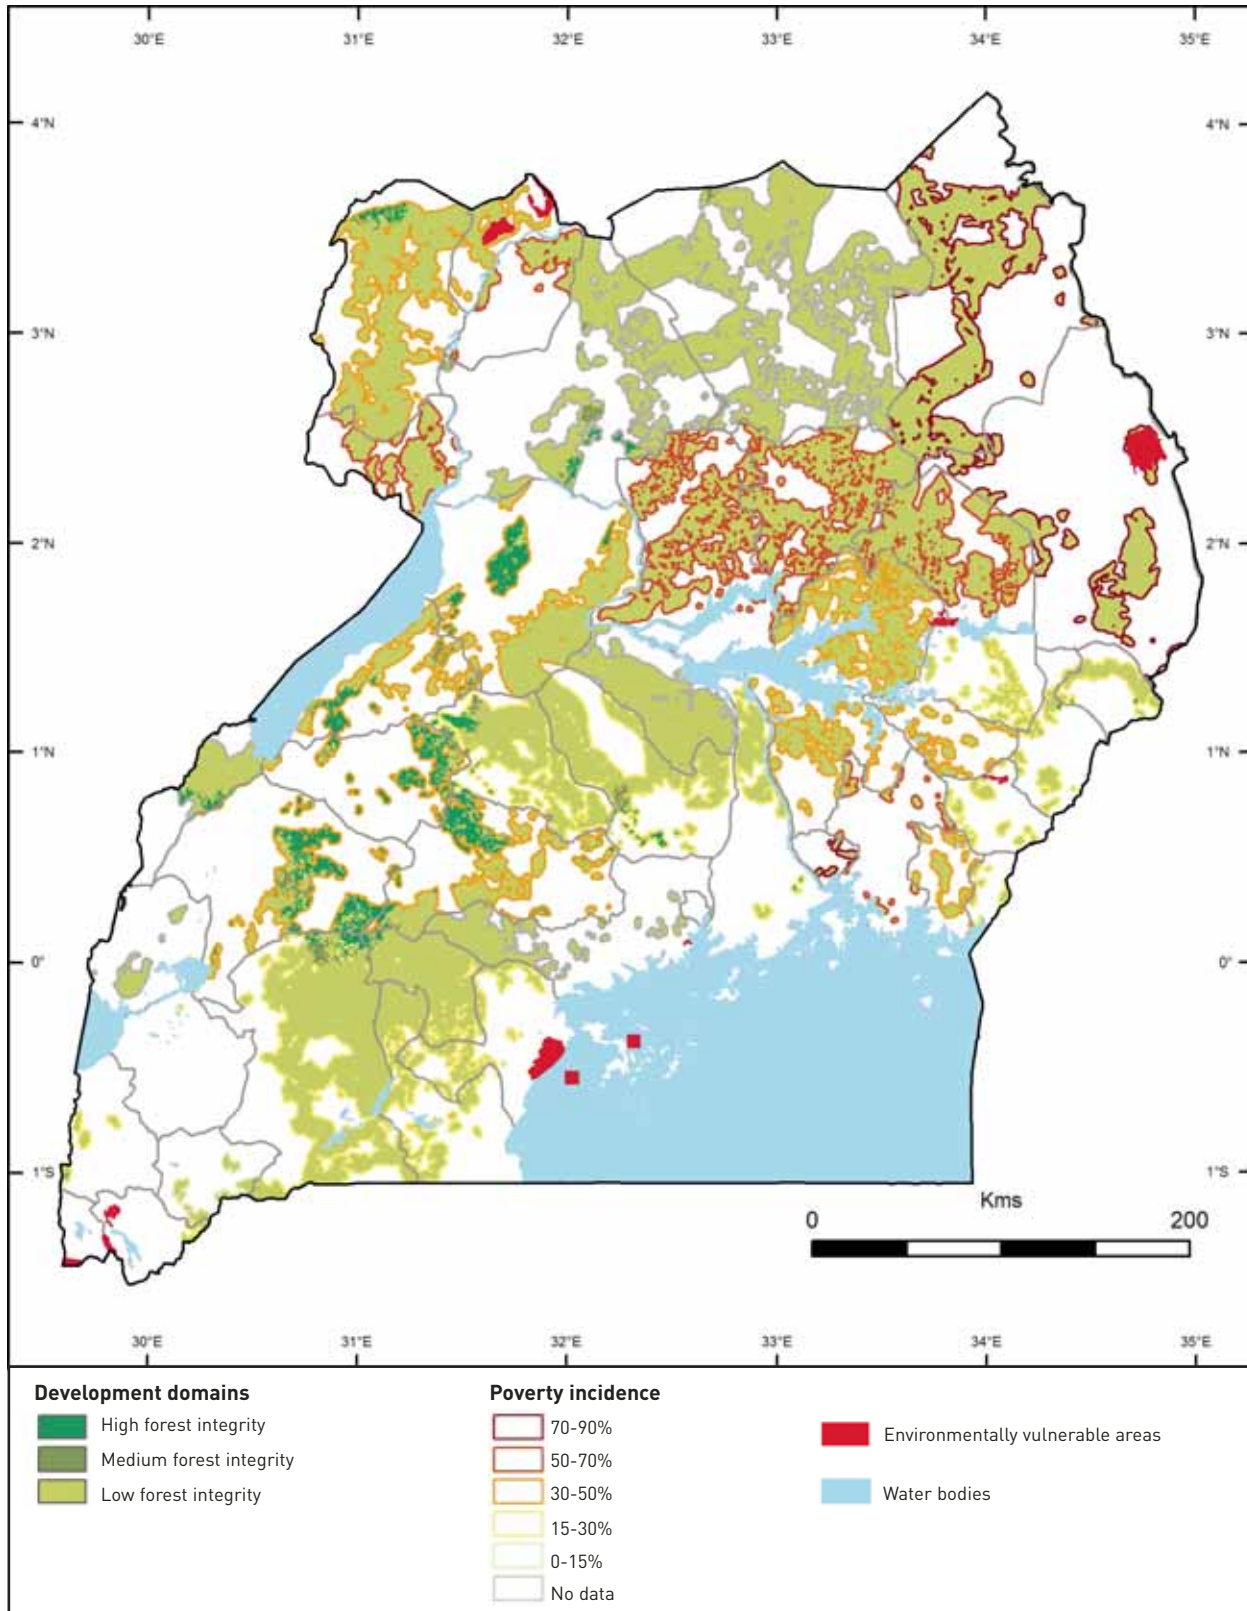 30°E 31°E 32°E 33°E 34°E 35°E
4°N 4°N
3°N 3°N
2°N 2°N
1°N 1°N
0° 0°
1°S 1°S
Kms
0 200
30°E 31°E 32°E 33°E 34°E 35°E
Development domains
High forest integrity
Medium forest integrity
Low forest integrity
Poverty incidence
70-90%
50-70%
30-50%
15-30%
0-15%
No data
Environmentally vulnerable areas
Water bodies